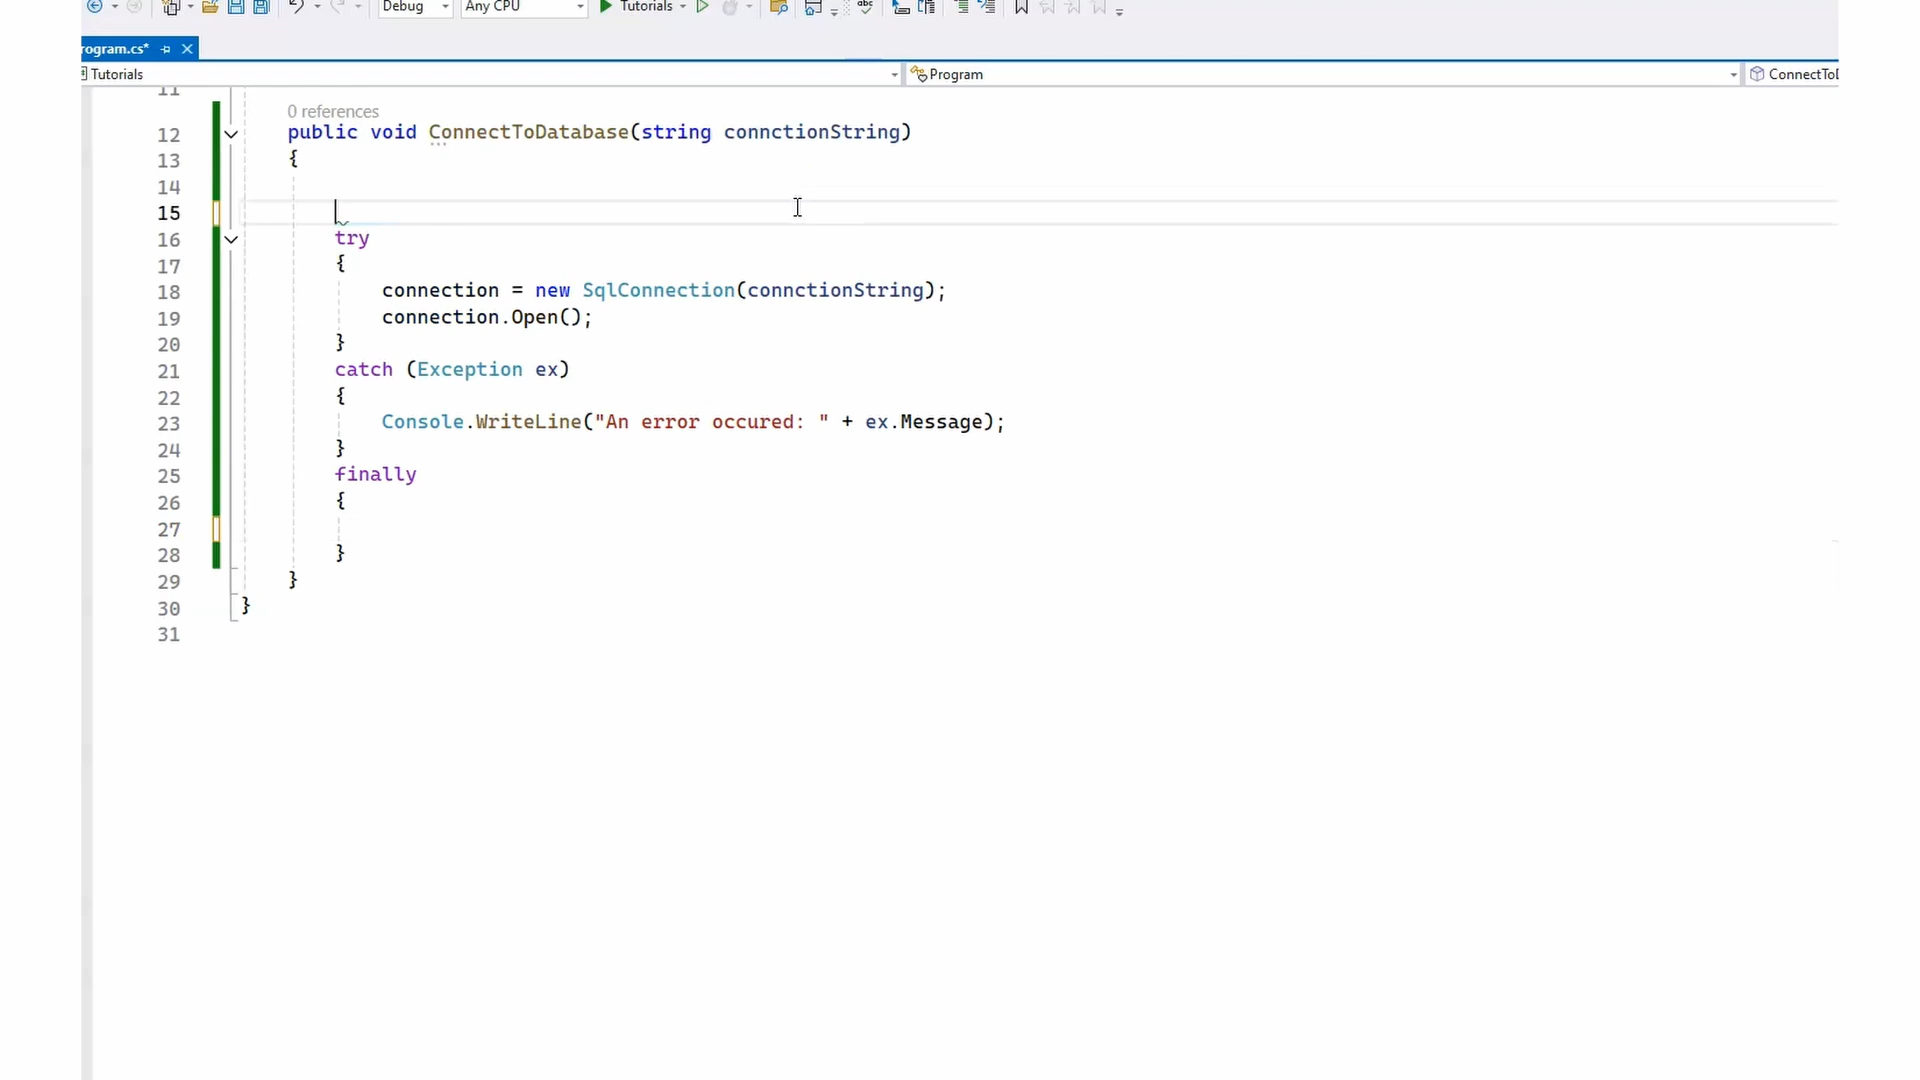 Debug Any CPU Tutorials
rogram.cs*
Tutorials Program ConnectToD
11
0 references
12 public void ConnectToDatabase(string connctionString)
13 {
14
15
16 try
17 {
18 connection = new SqlConnection(connctionString);
19 connection.Open();
20 }
21 catch (Exception ex)
22 {
23 Console.WriteLine("An error occured: " + ex.Message);
24 }
25 finally
26 {
27
28 }
29 }
30 }
31